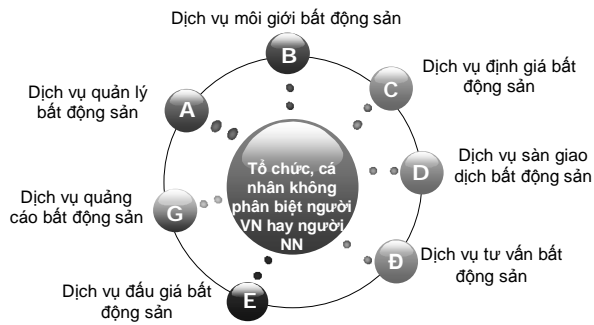 Dịch vụ môi giới bất động sản
B
Dịch vụ định giá bất
động sản
C
Dịch vụ quản lý
bất động sản
A
Tổ chức, cá
nhân không
phân biệt người
VN hay người
NN
Dịch vụ sàn giao
dịch bất động sản
D
Dịch vụ quảng
cáo bất động sản
G
Dịch vụ tư vấn bất
động sản
Đ
Dịch vụ đấu giá bất
động sản
E